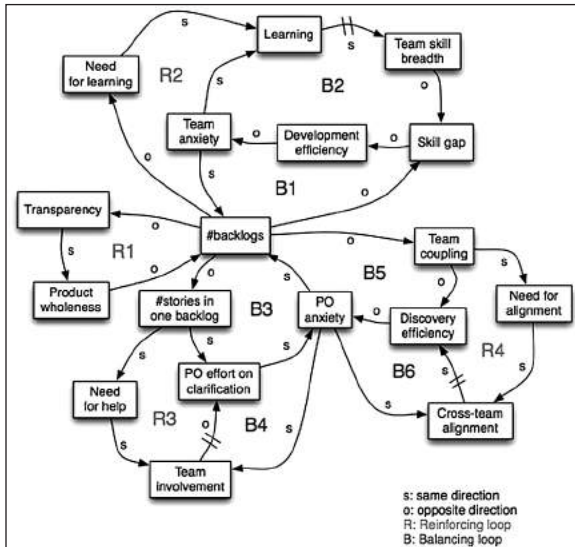 Learning
s
s
Team skill
breadth
Need
for learning
R2
s
B2
o
Team
anxiety
o
Development
efficiency
o
Skill gap
o
s
B1
o
Transparency
o
#backlogs
s
R1
o
o
Team
coupling
s
Product
wholeness
o
s
B5
o
#stories in
one backlog
B3
PO
anxiety
o
Discovery
efficiency
Need for
alignment
s
s
PO effort on
clarification
s
B6
s
R4
s
Need
for help
R3
o
B4
s
s
Cross-team
alignment
s
Team
involvement
s: same direction
o: opposite direction
R: Reinforcing loop
B: Balancing loop